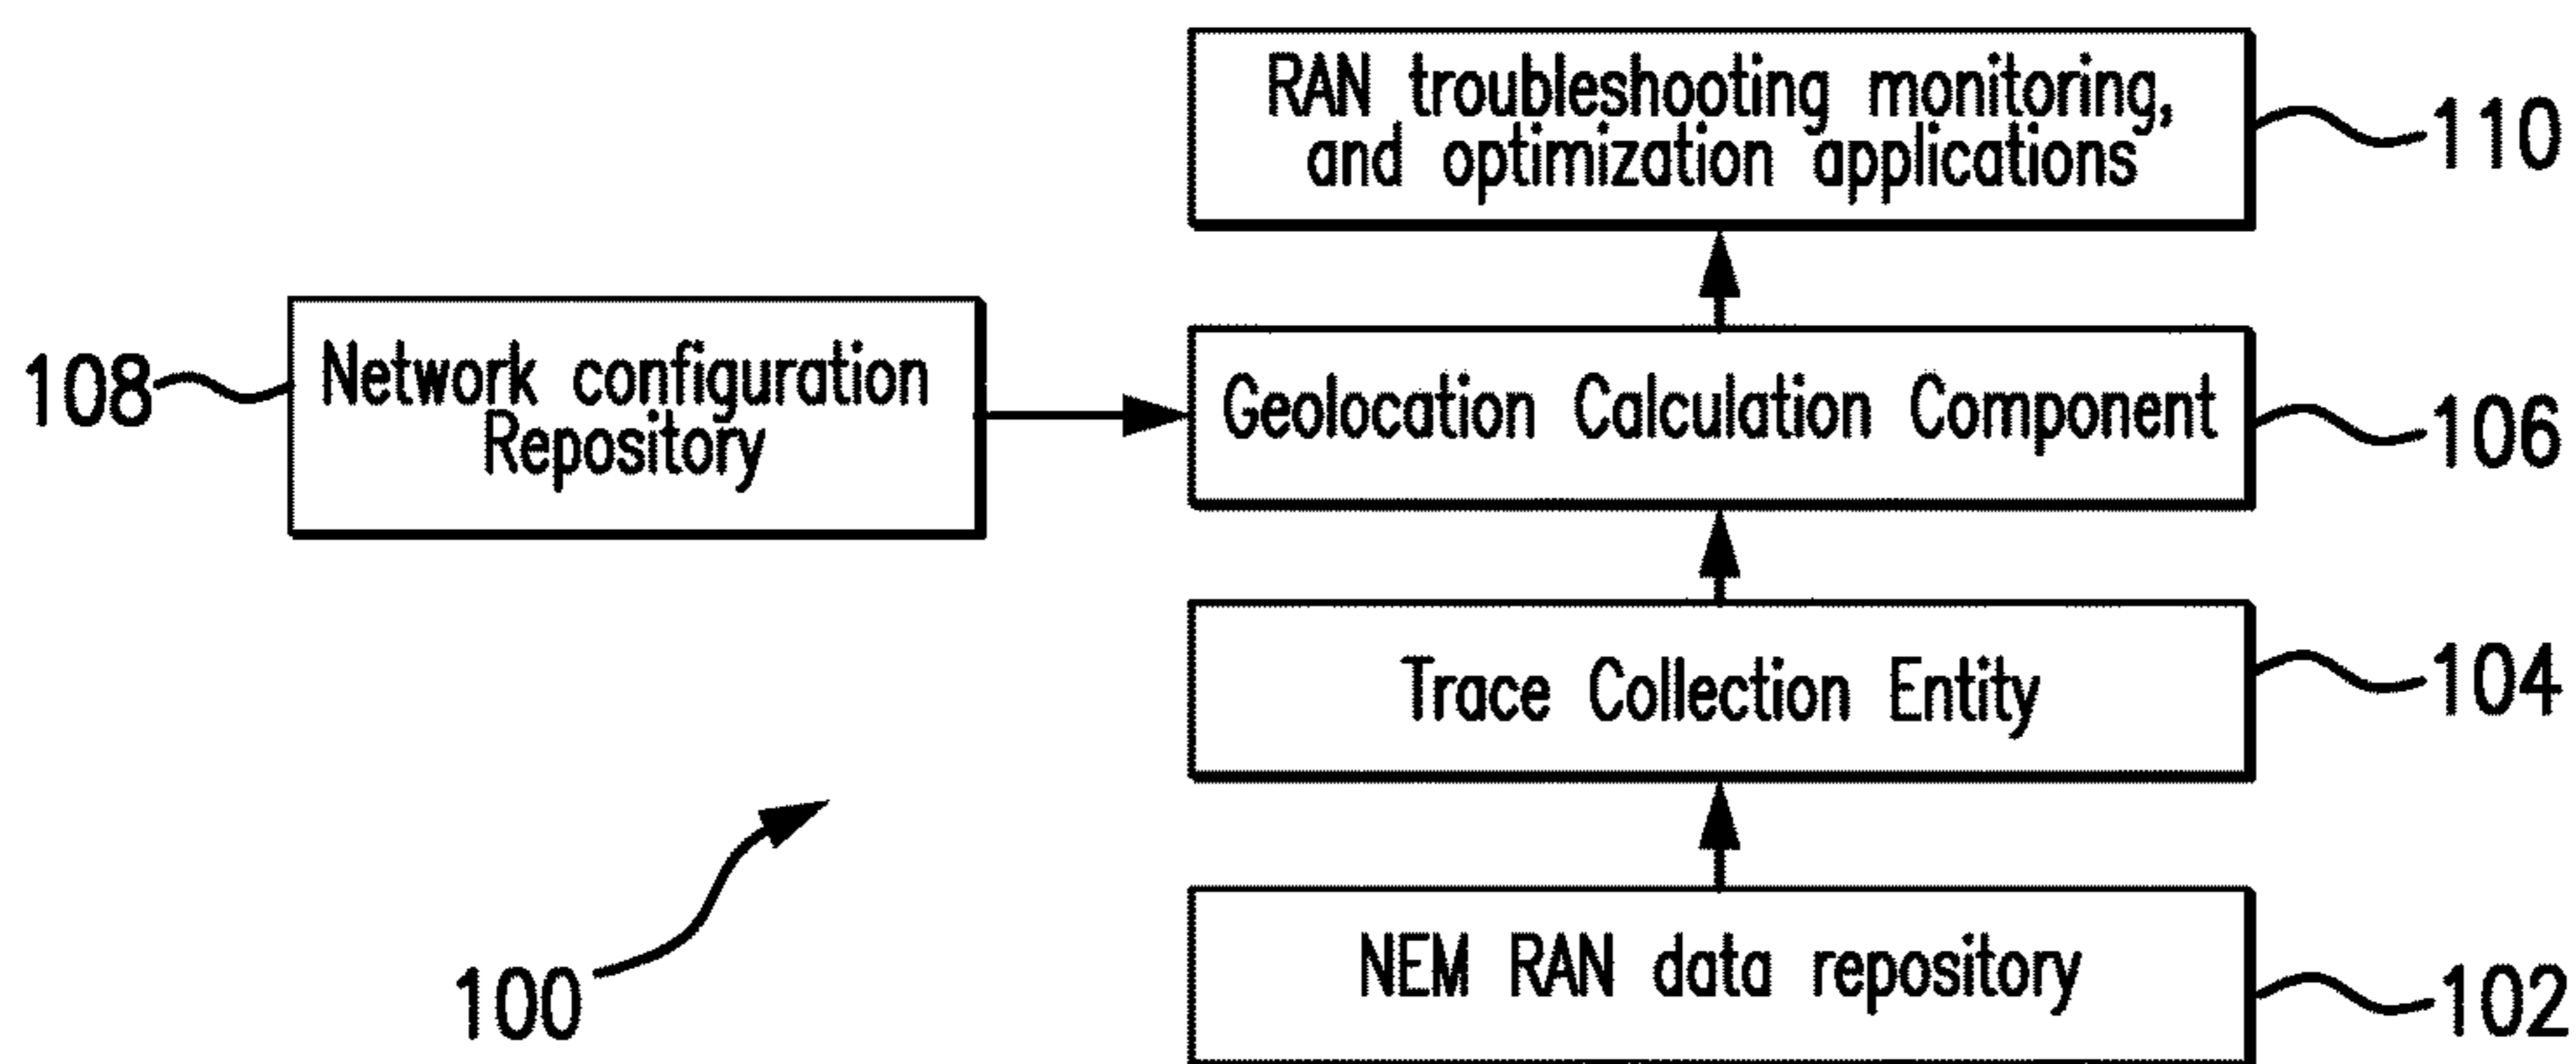 RAN troubleshooting monitoring,
and optimization applications
110
108
Network configuration
Repository
Geolocation Calculation Component
106
Trace Collection Entity
104
100
NEM RAN data repository
102